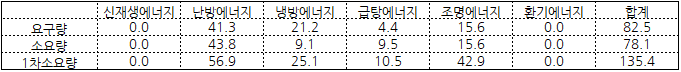 신재생에너지 난방에너지 냉방에너지 급탕에너지 조명에너지 환기에너지 합계
요구량 0.0 41.3 21.2 4.4 15.6 0.0 82.5
소요량 0.0 43.8 9.1 9.5 15.6 0.0 78.1
1차소요량 0.0 56.9 25.1 10.5 42.9 0.0 135.4